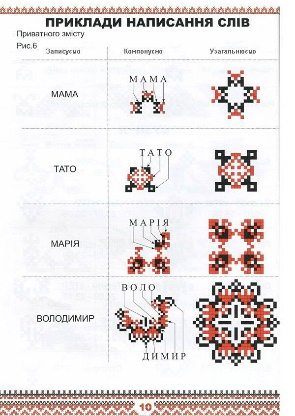 ПРИКЛАДИ НАПИСАННЯ СЛІВ
Приватного змісту
Рис.6
Записуємо Компонуємо Узагальнюємо
МАМА
МАМА
ТАТО
ТАТО
МАРІЯ
МАРІЯ
ВОЛОДИМИР
ВОЛО
ДИМИР
10